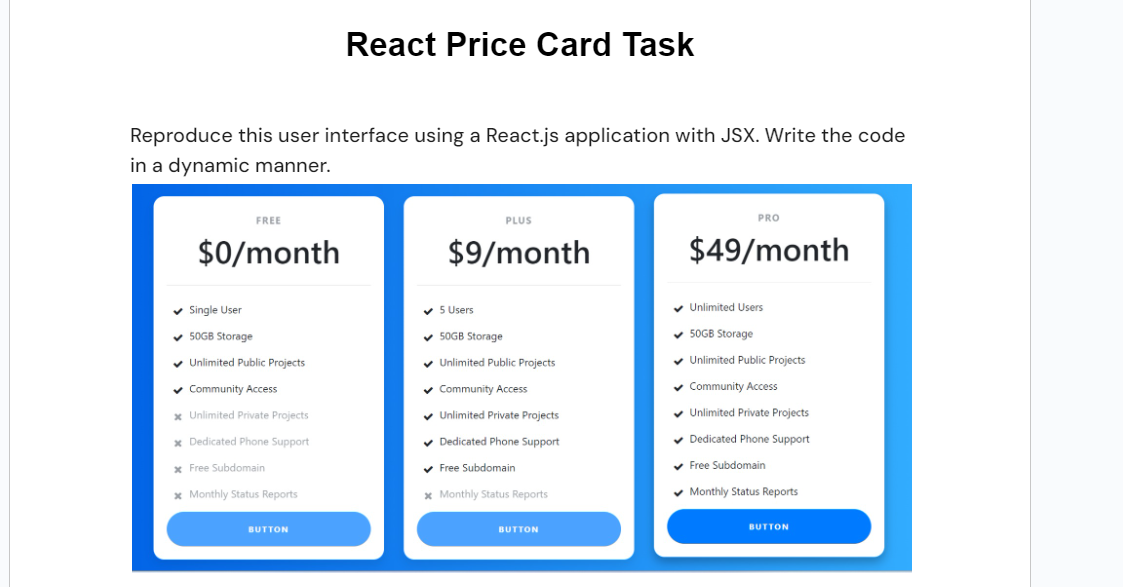 React Price Card Task
Reproduce this user interface using a React.js application with JSX. Write the code
in a dynamic manner.
FREE
$0/month
Single User
50GB Storage
Unlimited Public Projects
Community Access
Unlimited Private Projects
Dedicated Phone Support
Free Subdomain
Monthly Status Reports
BUTTON
PLUS
$9/month
5 Users
50GB Storage
Unlimited Public Projects
Community Access
Unlimited Private Projects
Dedicated Phone Support
Free Subdomain
Monthly Status Reports
BUTTON
PRO
$49/month
Unlimited Users
50GB Storage
Unlimited Public Projects
Community Access
Unlimited Private Projects
Dedicated Phone Support
Free Subdomain
Monthly Status Reports
BUTTON